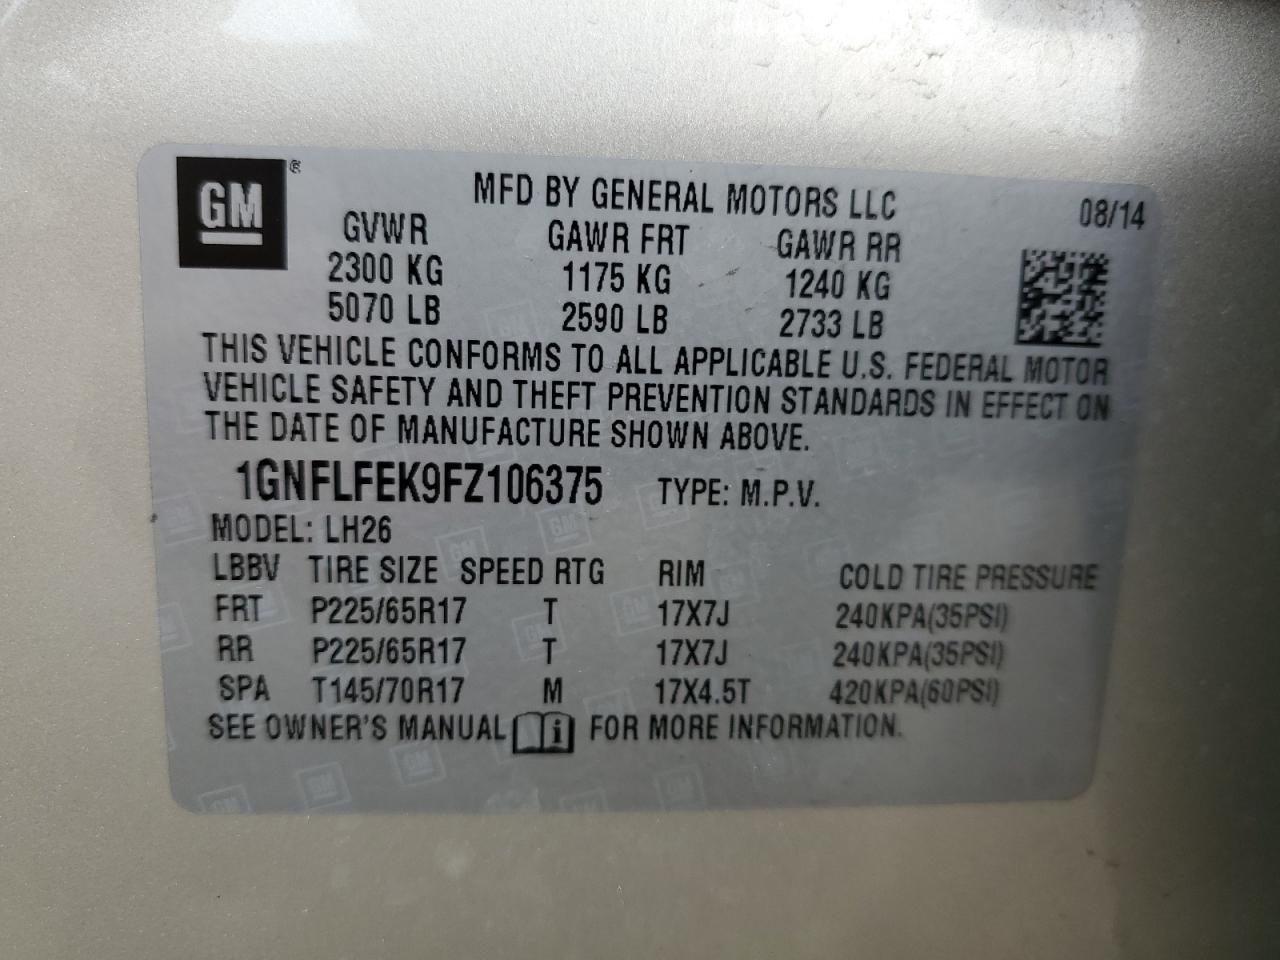 GM ®
MFD BY GENERAL MOTORS LLC 08/14
GVWR GAWR FRT GAWR RR
2300 KG 1175 KG 1240 KG
5070 LB 2590 LB 2733 LB
THIS VEHICLE CONFORMS TO ALL APPLICABLE U.S. FEDERAL MOTOR
VEHICLE SAFETY AND THEFT PREVENTION STANDARDS IN EFFECT ON
THE DATE OF MANUFACTURE SHOWN ABOVE.
1GNFLFEK9FZ106375 TYPE: M.P.V.
MODEL: LH26
LBBV TIRE SIZE SPEED RTG RIM COLD TIRE PRESSURE
FRT P225/65R17 T 17X7J 240KPA(35PSI)
RR P225/65R17 T 17X7J 240KPA(35PSI)
SPA T145/70R17 M 17X4.5T 420KPA(60PSI)
SEE OWNER'S MANUAL i FOR MORE INFORMATION.